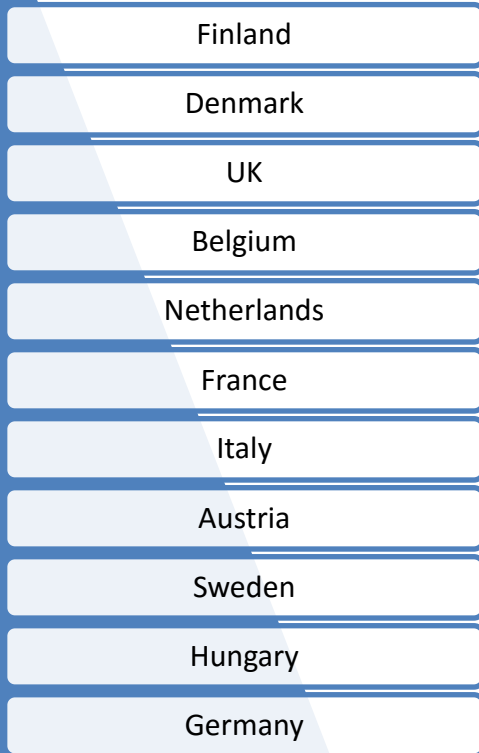 Finland
Denmark
UK
Belgium
Netherlands
France
Italy
Austria
Sweden
Hungary
Germany